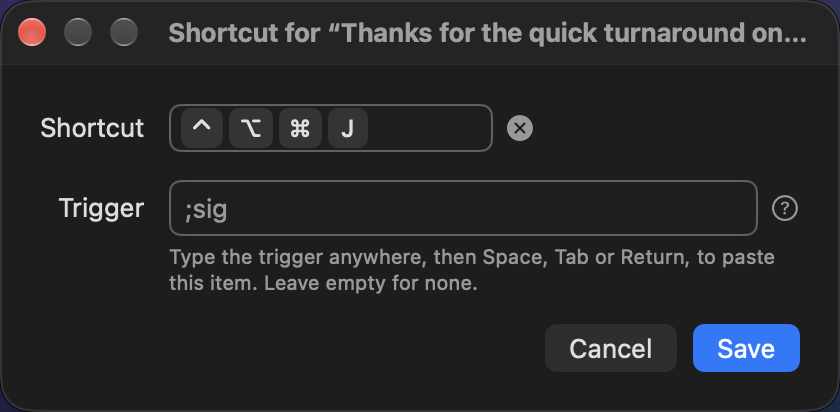 Shortcut for “Thanks for the quick turnaround on...
Shortcut ^ ⌥ ⌘ J
Trigger ;sig ?
Type the trigger anywhere, then Space, Tab or Return, to paste
this item. Leave empty for none.
Cancel Save